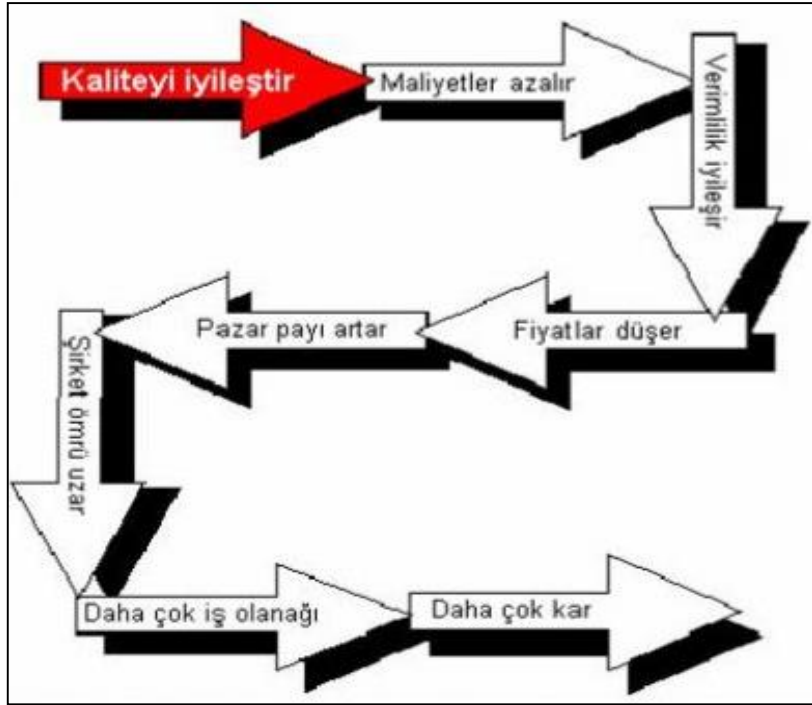 Kaliteyi iyileştir
Maliyetler azalır
Verimlilik iyileşir
Fiyatlar düşer
Pazar payı artar
Şirket ömrü uzar
Daha çok iş olanağı
Daha çok kar